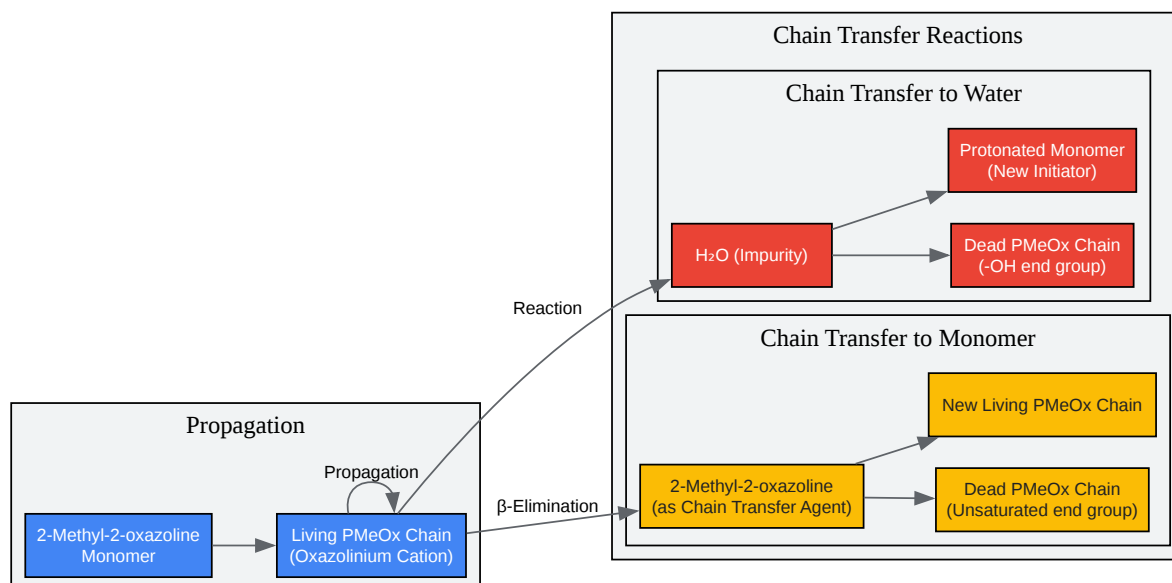 Chain Transfer Reactions
Chain Transfer to Water
Protonated Monomer
(New Initiator)
H₂O (Impurity)
Dead PMeOx Chain
(-OH end group)
Reaction
Chain Transfer to Monomer
New Living PMeOx Chain
2-Methyl-2-oxazoline
(as Chain Transfer Agent)
Dead PMeOx Chain
(Unsaturated end group)
β-Elimination
Propagation
Propagation
2-Methyl-2-oxazoline
Monomer
Living PMeOx Chain
(Oxazolinium Cation)